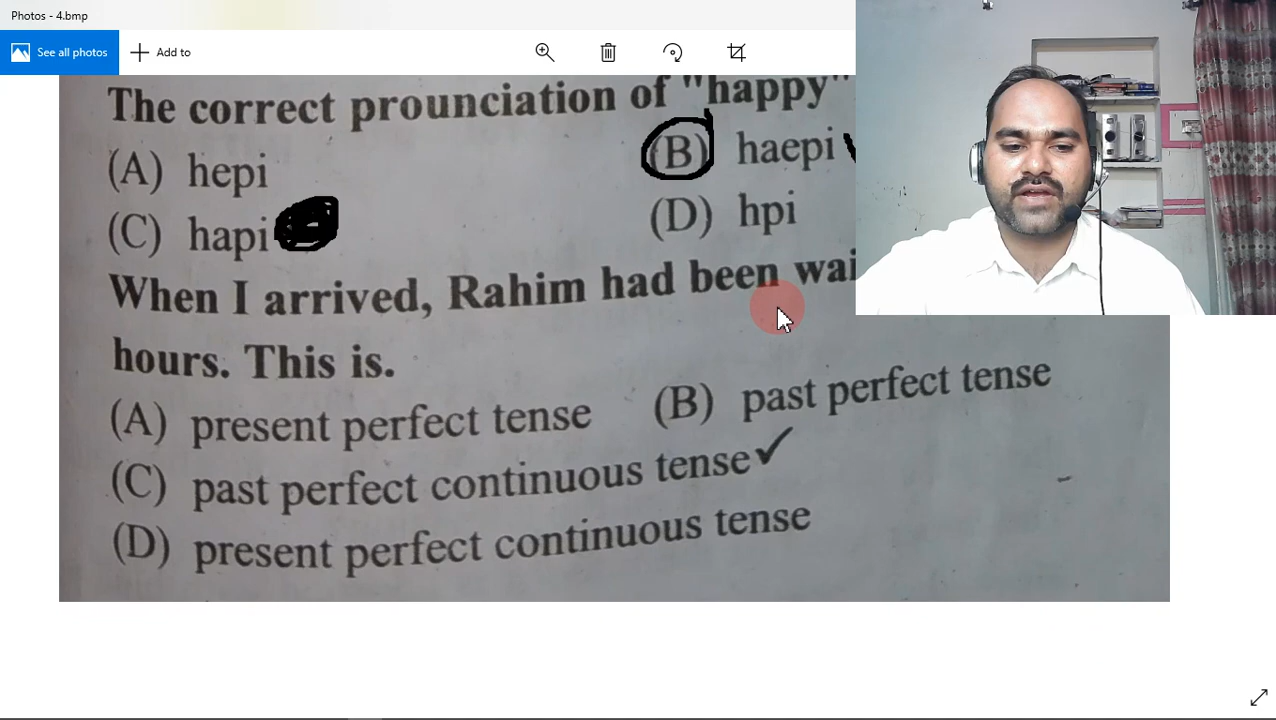 Photos - 4.bmp
See all photos
Add to
The correct prounciation of "happy"
(A) hepi (B) haepi
(C) hapi (D) hpi
When I arrived, Rahim had been wai
hours. This is.
(A) present perfect tense (B) past perfect tense
(C) past perfect continuous tense
(D) present perfect continuous tense